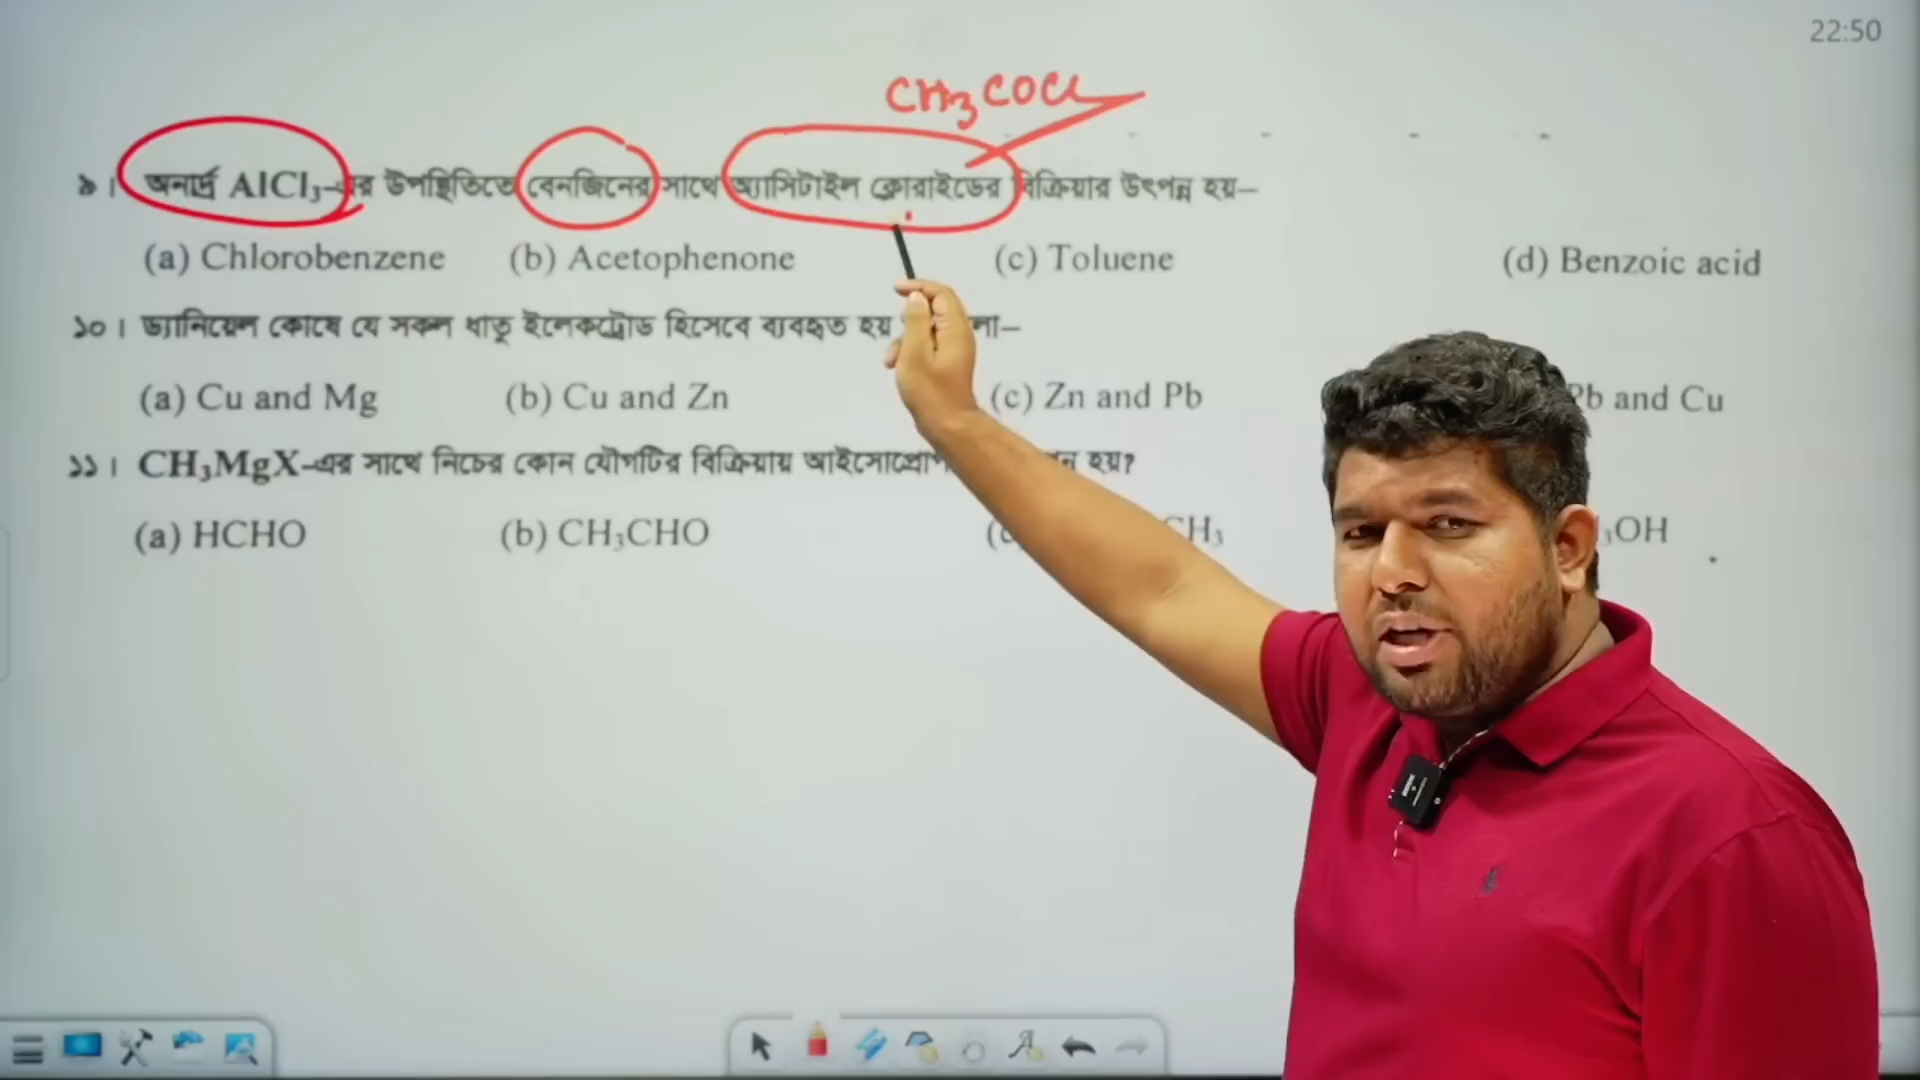 22:50
CH3COCl
৯। অনার্দ্র AlCl₃-এর উপস্থিতিতে বেনজিনের সাথে অ্যাসিটাইল ক্লোরাইডের বিক্রিয়ার উৎপন্ন হয়—
(a) Chlorobenzene (b) Acetophenone (c) Toluene (d) Benzoic acid
১০। ড্যানিয়েল কোষে যে সকল ধাতু ইলেকট্রোড হিসেবে ব্যবহৃত হয়
(a) Cu and Mg (b) Cu and Zn (c) Zn and Pb Pb and Cu
১১। CH₃MgX-এর সাথে নিচের কোন যৌগটির বিক্রিয়ায় হয়?
(a) HCHO (b) CH₃CHO CH₃ ₃OH